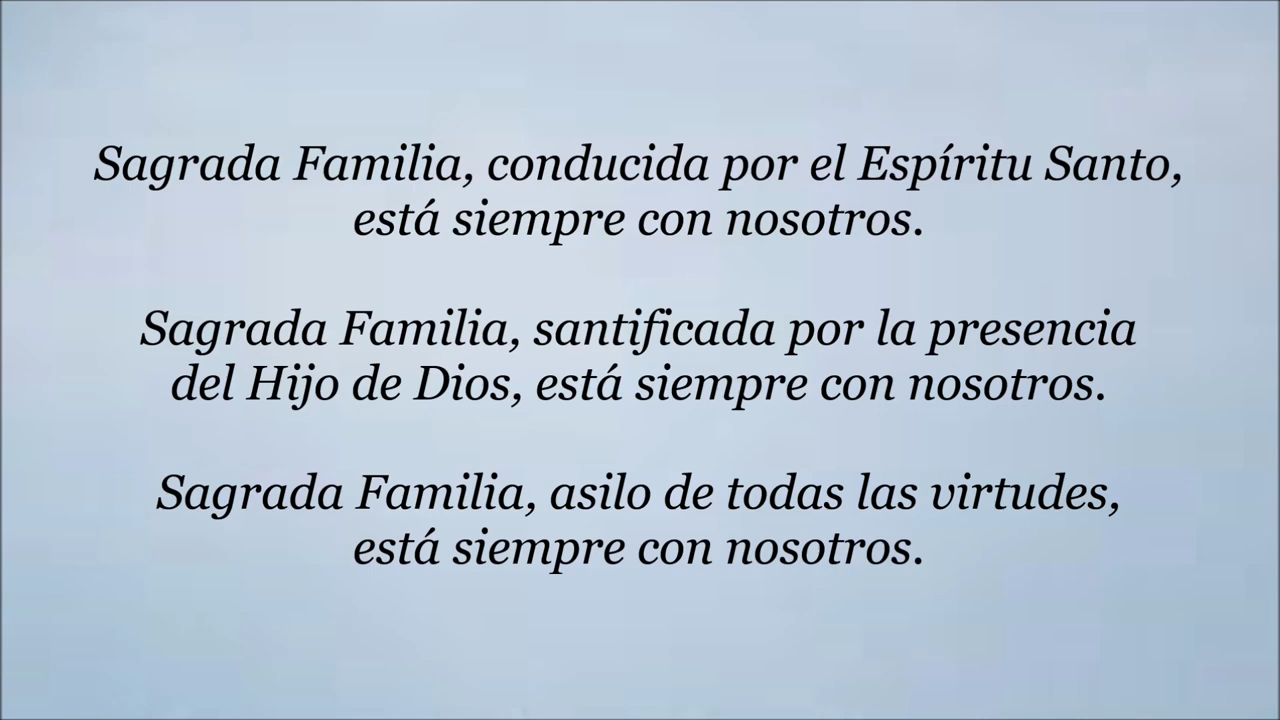 Sagrada Familia, conducida por el Espíritu Santo,
está siempre con nosotros.
Sagrada Familia, santificada por la presencia
del Hijo de Dios, está siempre con nosotros.
Sagrada Familia, asilo de todas las virtudes,
está siempre con nosotros.